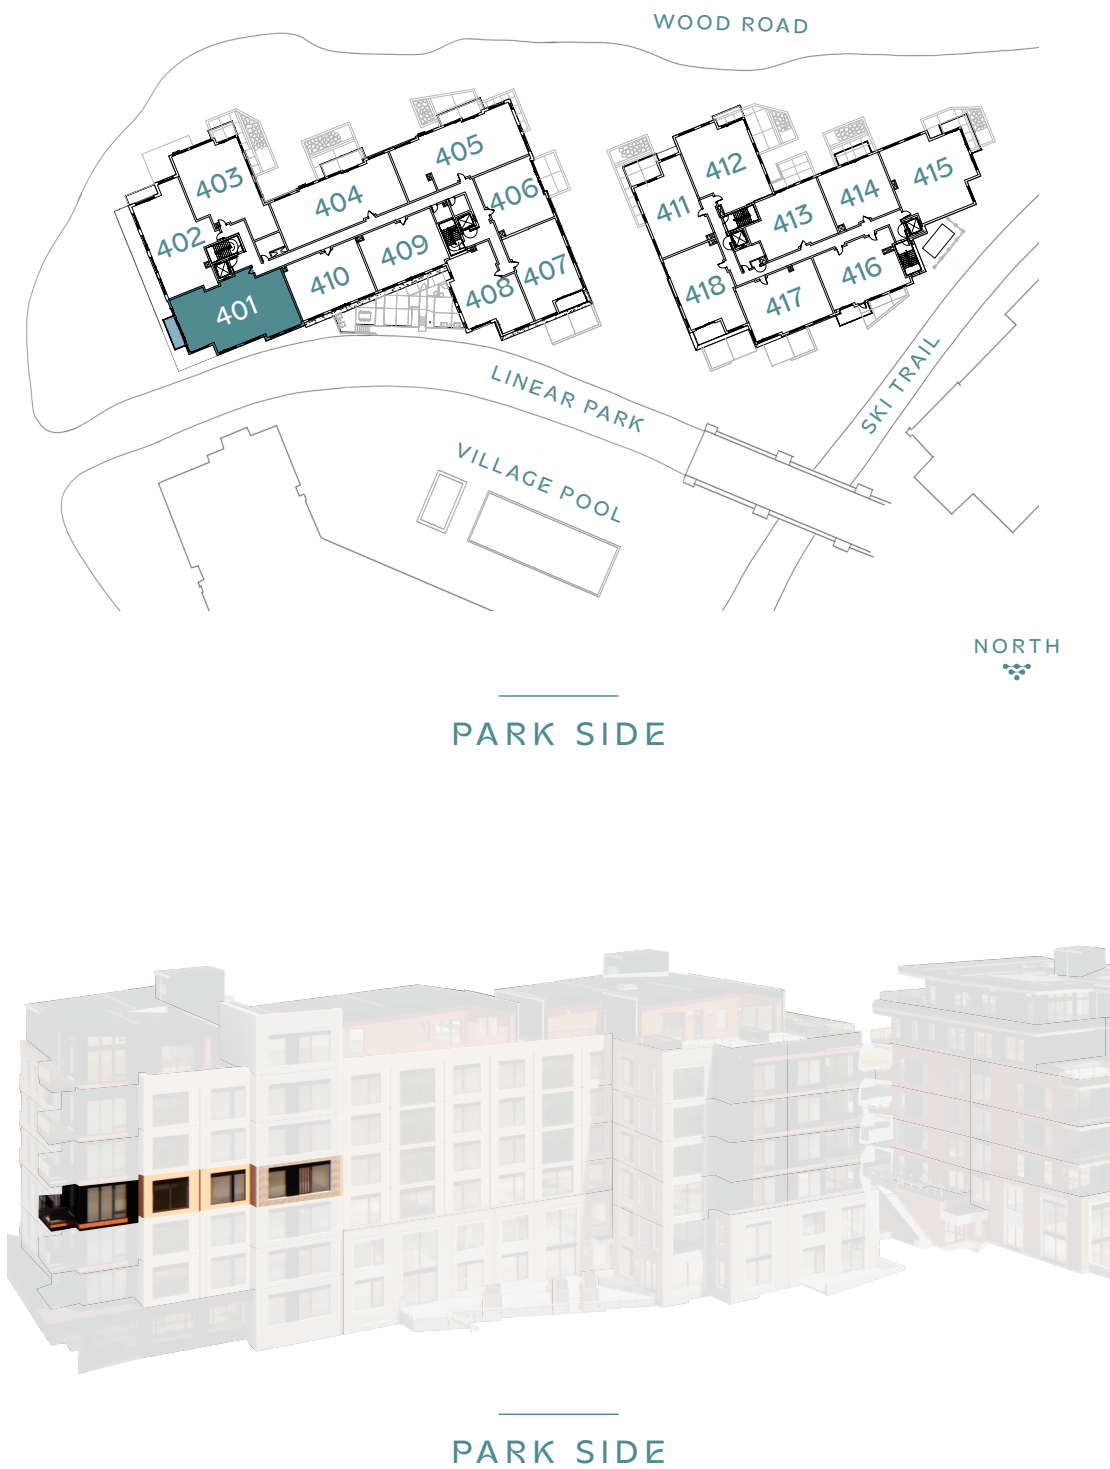 WOOD ROAD
405
412
403
415
406
414
404
411
413
402
409
416
407
410
418
408
417
401
LINEAR PARK
SKI TRAIL
VILLAGE POOL
NORTH
PARK SIDE
PARK SIDE